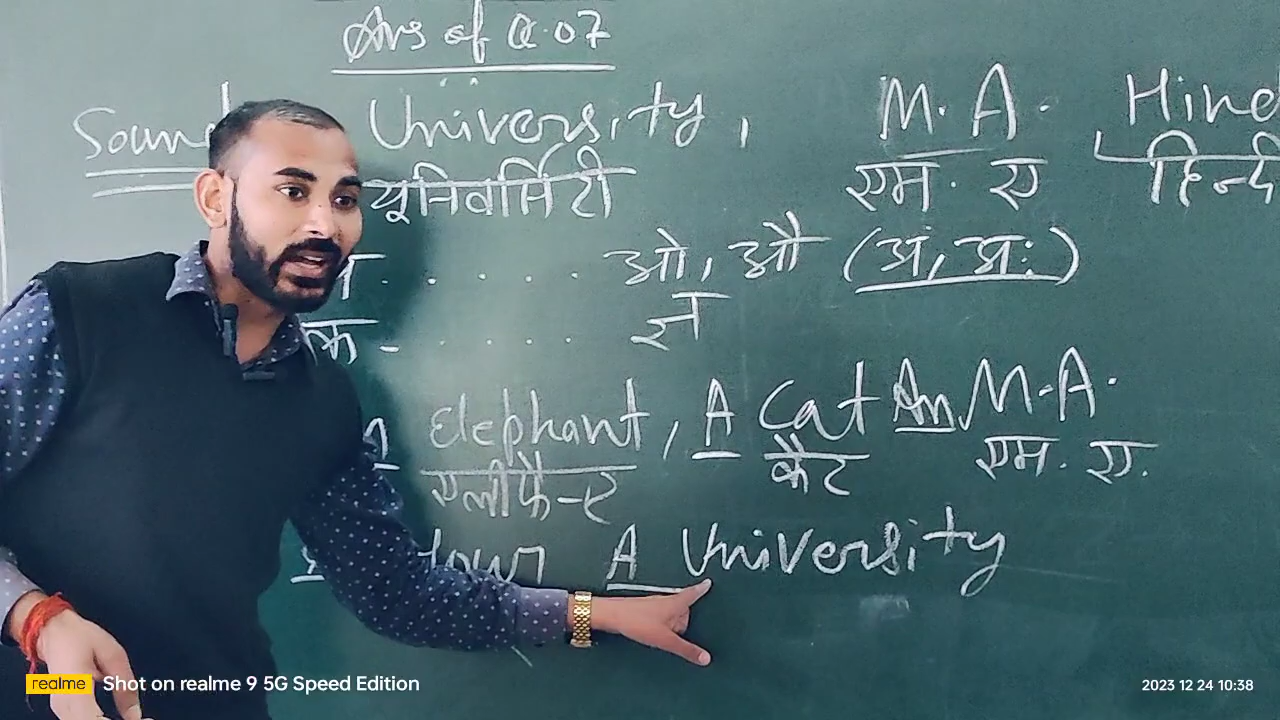 Ans of Q.07
Sound University, M.A. Hind
यूनिवर्सिटी एम. ए हिन्दी
. . . . . ओ, औ (अं, अः)
क - . . . . . ज्ञ
Elephant, A Cat An M.A.
एलीफैन्ट कैट एम. ए.
A University
realme Shot on realme 9 5G Speed Edition
2023 12 24 10:38